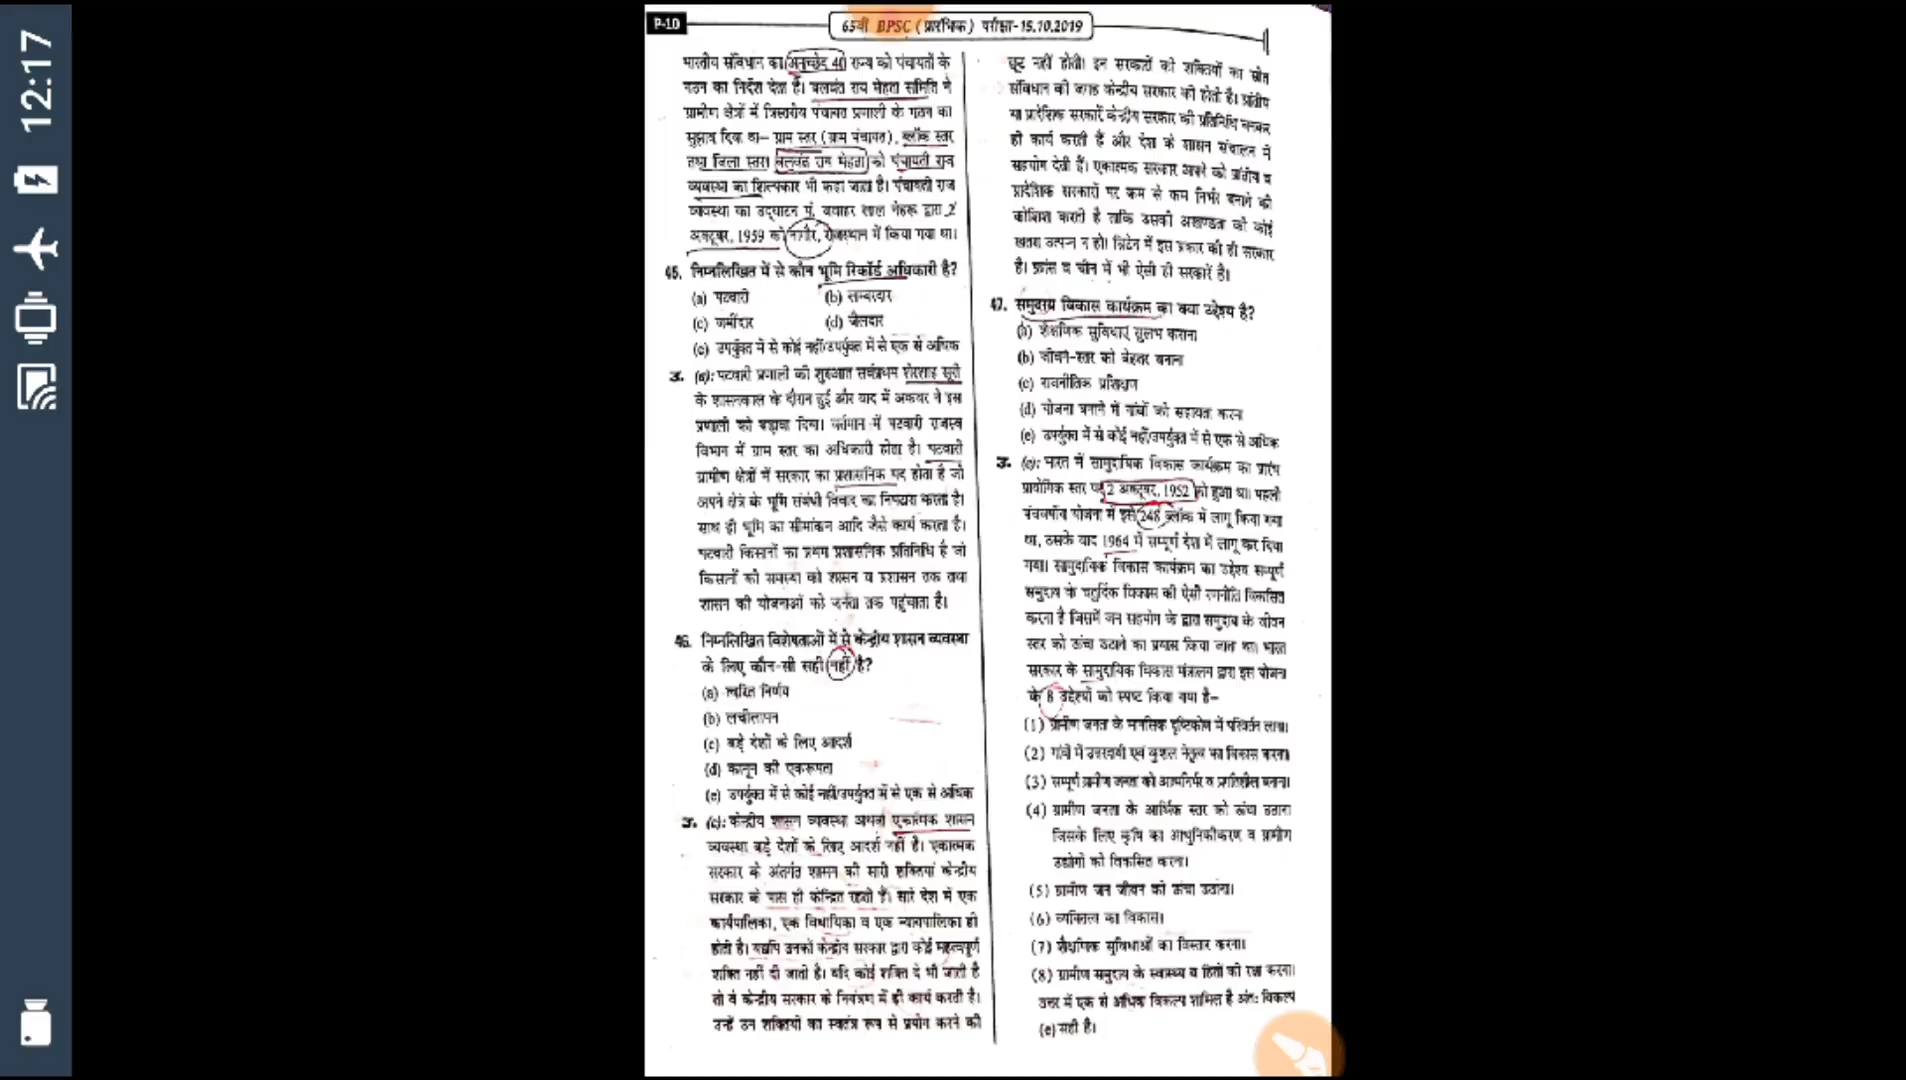 12:17
P-10
65वीं BPSC (प्रारंभिक) परीक्षा-15.10.2019
भारतीय संविधान का अनुच्छेद 40 राज्य को पंचायतों के
गठन का निर्देश देता है। बलवंत राय मेहता समिति ने
ग्रामीण क्षेत्रों में त्रिस्तरीय पंचायत प्रणाली के गठन का
सुझाव दिया था– ग्राम स्तर (ग्राम पंचायत), ब्लॉक स्तर
तथा जिला स्तर। बलवंत राय मेहता को पंचायती राज
व्यवस्था का शिल्पकार भी कहा जाता है। पंचायती राज
व्यवस्था का उद्घाटन पं. जवाहर लाल नेहरू द्वारा 2
अक्टूबर, 1959 को नागौर, राजस्थान में किया गया था।
45. निम्नलिखित में से कौन भूमि रिकॉर्ड अधिकारी है?
(a) पटवारी (b) लम्बरदार
(c) जमींदार (d) जैलदार
(e) उपर्युक्त में से कोई नहीं/उपर्युक्त में से एक से अधिक
उ. (a): पटवारी प्रणाली की शुरुआत सर्वप्रथम शेरशाह सूरी
के शासनकाल के दौरान हुई और बाद में अकबर ने इस
प्रणाली को बढ़ावा दिया। वर्तमान में पटवारी राजस्व
विभाग में ग्राम स्तर का अधिकारी होता है। पटवारी
ग्रामीण क्षेत्रों में सरकार का प्रशासनिक पद होता है जो
अपने क्षेत्र के भूमि संबंधी विवाद का निपटारा करता है।
साथ ही भूमि का सीमांकन आदि जैसे कार्य करता है।
पटवारी किसानों का प्रथम प्रशासनिक प्रतिनिधि है जो
किसानों की समस्या को शासन व प्रशासन तक तथा
शासन की योजनाओं को जनता तक पहुंचाता है।
46. निम्नलिखित विशेषताओं में से केन्द्रीय शासन व्यवस्था
के लिए कौन-सी सही नहीं है?
(a) त्वरित निर्णय
(b) लचीलापन
(c) बड़े देशों के लिए आदर्श
(d) कानून की एकरूपता
(e) उपर्युक्त में से कोई नहीं/उपर्युक्त में से एक से अधिक
उ. (c): केन्द्रीय शासन व्यवस्था अथवा एकात्मक शासन
व्यवस्था बड़े देशों के लिए आदर्श नहीं है। एकात्मक
सरकार के अंतर्गत शासन की सारी शक्तियां केन्द्रीय
सरकार के पास ही केन्द्रित रहती हैं। सारे देश में एक
कार्यपालिका, एक विधायिका व एक न्यायपालिका ही
होती है। यद्यपि उनको केन्द्रीय सरकार द्वारा कोई महत्वपूर्ण
शक्ति नहीं दी जाती है। यदि कोई शक्ति दे भी जाती है
तो वे केन्द्रीय सरकार के नियंत्रण में ही कार्य करती है।
उन्हें उन शक्तियों का स्वतंत्र रूप से प्रयोग करने की
छूट नहीं होती। इन सरकारों की शक्तियों का स्रोत
संविधान की जगह केन्द्रीय सरकार की होती है। प्रांतीय
या प्रादेशिक सरकारें केन्द्रीय सरकार की प्रतिनिधि बनकर
ही कार्य करती हैं और देश के शासन संचालन में
सहयोग देती हैं। एकात्मक सरकार अपने को प्रांतीय व
प्रादेशिक सरकारों पर कम से कम निर्भर बनाने की
कोशिश करती है ताकि उसकी अखण्डता को कोई
खतरा उत्पन्न न हो। ब्रिटेन में इस प्रकार की ही सरकार
है। फ्रांस व चीन में भी ऐसी ही सरकारें हैं।
47. समुदाय विकास कार्यक्रम का क्या उद्देश्य है?
शैक्षणिक सुविधाएं सुलभ कराना
(b) जीवन-स्तर को बेहतर बनाना
(c) राजनीतिक प्रशिक्षण
(d) योजना बनाने में गांवों को सहायता करना
(e) उपर्युक्त में से कोई नहीं/उपर्युक्त में से एक से अधिक
उ. (e): भारत में सामुदायिक विकास कार्यक्रम का प्रारंभ
प्रायोगिक स्तर पर 2 अक्टूबर, 1952 को हुआ था। पहली
पंचवर्षीय योजना में इसे 248 ब्लॉक में लागू किया गया
था, उसके बाद 1964 में सम्पूर्ण देश में लागू कर दिया
गया। सामुदायिक विकास कार्यक्रम का उद्देश्य सम्पूर्ण
समुदाय के चतुर्दिक विकास की ऐसी रणनीति विकसित
करना है जिसमें जन सहयोग के द्वारा समुदाय के जीवन
स्तर को ऊंचा उठाने का प्रयास किया जाता था। भारत
सरकार के सामुदायिक विकास मंत्रालय द्वारा इस योजना
के 8 उद्देश्यों को स्पष्ट किया गया है–
(1) ग्रामीण जनता के मानसिक दृष्टिकोण में परिवर्तन लाना।
(2) गांवों में उत्तरदायी एवं कुशल नेतृत्व का विकास करना।
(3) सम्पूर्ण ग्रामीण जनता को आत्मनिर्भर व प्रगतिशील बनाना।
(4) ग्रामीण जनता के आर्थिक स्तर को ऊंचा उठाना
जिसके लिए कृषि का आधुनिकीकरण व ग्रामीण
उद्योगों को विकसित करना।
(5) ग्रामीण जन जीवन को ऊंचा उठाना।
(6) व्यक्तित्व का विकास।
(7) शैक्षणिक सुविधाओं का विस्तार करना।
(8) ग्रामीण समुदाय के स्वास्थ्य व हितों की रक्षा करना।
उत्तर में एक से अधिक विकल्प शामिल है अंत: विकल्प
(e) सही है।